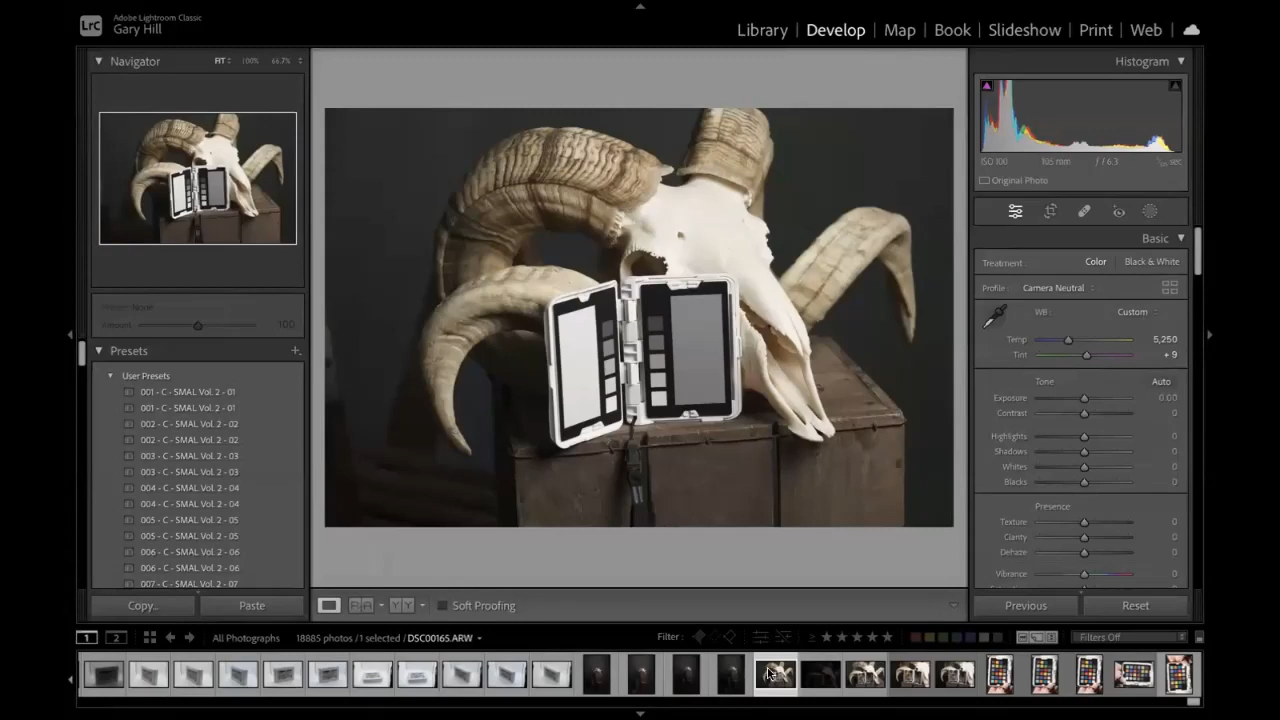 LrC
Adobe Lightroom Classic
Gary Hill
Library
Develop
Map
Book
Slideshow
Print
Web
Navigator
FIT
100%
66.7%
Preset: None
Amount
100
Presets
User Presets
001 - C - SMAL Vol. 2 - 01
001 - C - SMAL Vol. 2 - 01
002 - C - SMAL Vol. 2 - 02
002 - C - SMAL Vol. 2 - 02
003 - C - SMAL Vol. 2 - 03
003 - C - SMAL Vol. 2 - 03
004 - C - SMAL Vol. 2 - 04
004 - C - SMAL Vol. 2 - 04
005 - C - SMAL Vol. 2 - 05
005 - C - SMAL Vol. 2 - 05
006 - C - SMAL Vol. 2 - 06
006 - C - SMAL Vol. 2 - 06
007 - C - SMAL Vol. 2 - 07
Copy...
Paste
Histogram
ISO 100
105 mm
ƒ / 6.3
sec
Original Photo
Basic
Treatment :
Color
Black & White
Profile :
Camera Neutral
WB :
Custom
Temp
5,250
Tint
+ 9
Tone
Auto
Exposure
0.00
Contrast
0
Highlights
0
Shadows
0
Whites
0
Blacks
0
Presence
Texture
0
Clarity
0
Dehaze
0
Vibrance
0
Previous
Reset
Soft Proofing
1
2
All Photographs
18885 photos / 1 selected / DSC00165.ARW
Filter :
Filters Off